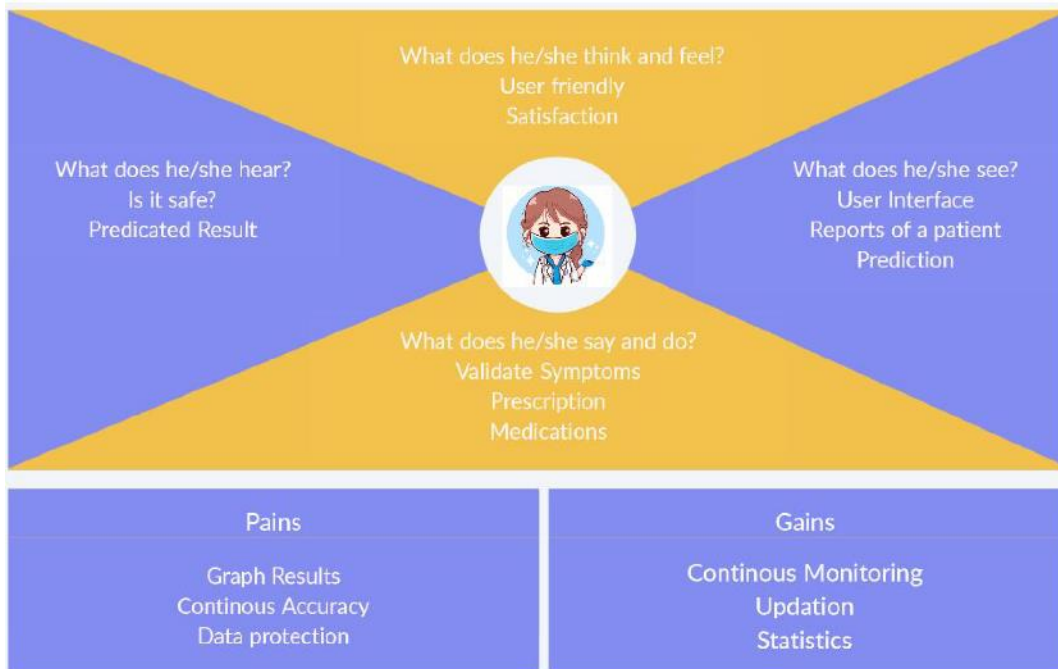 What does he/she think and feel?
User friendly
Satisfaction
What does he/she hear?
Is it safe?
Predicated Result
What does he/she see?
User Interface
Reports of a patient
Prediction
What does he/she say and do?
Validate Symptoms
Prescription
Medications
Pains
Graph Results
Continous Accuracy
Data protection
Gains
Continous Monitoring
Updation
Statistics